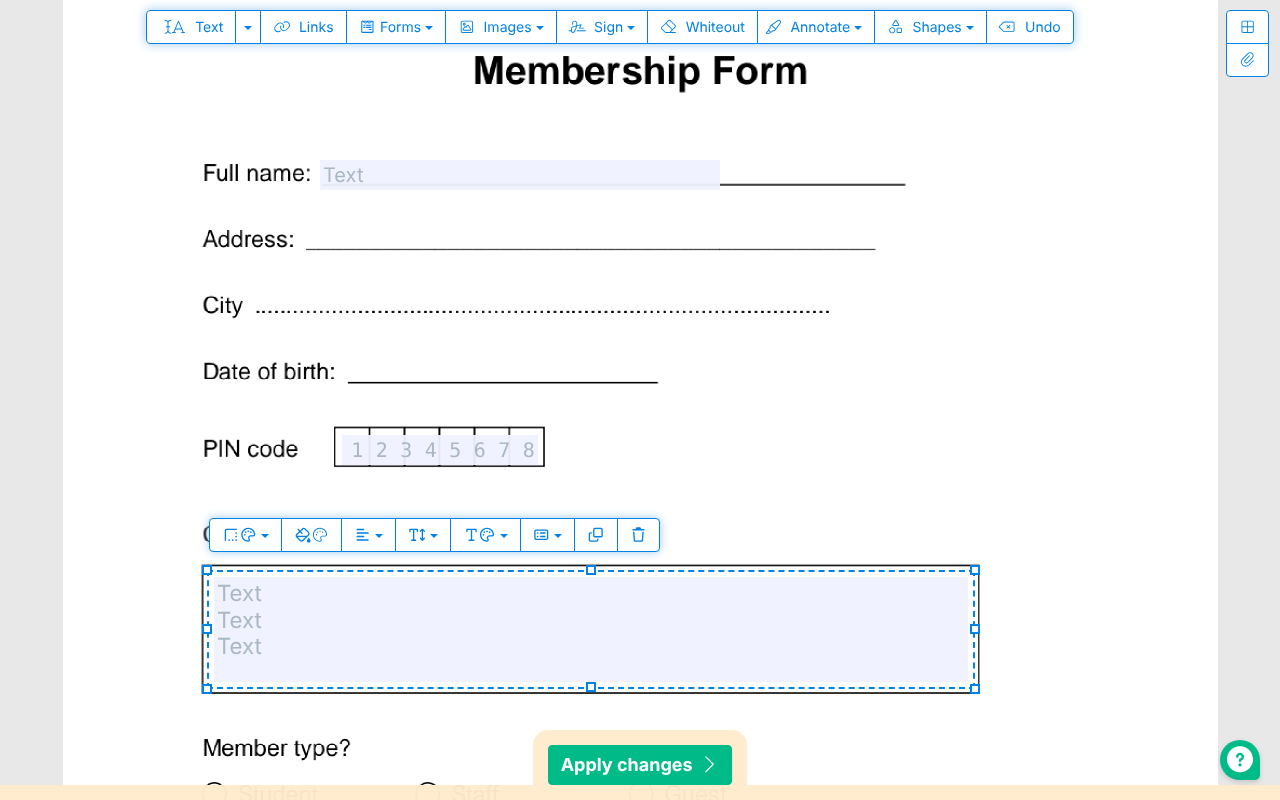 Text Links Forms Images Sign Whiteout Annotate Shapes Undo
Membership Form
Full name: Text
Address:
City
Date of birth:
PIN code 1 2 3 4 5 6 7 8
Text
Text
Text
Member type?
Apply changes
Student Staff Guest